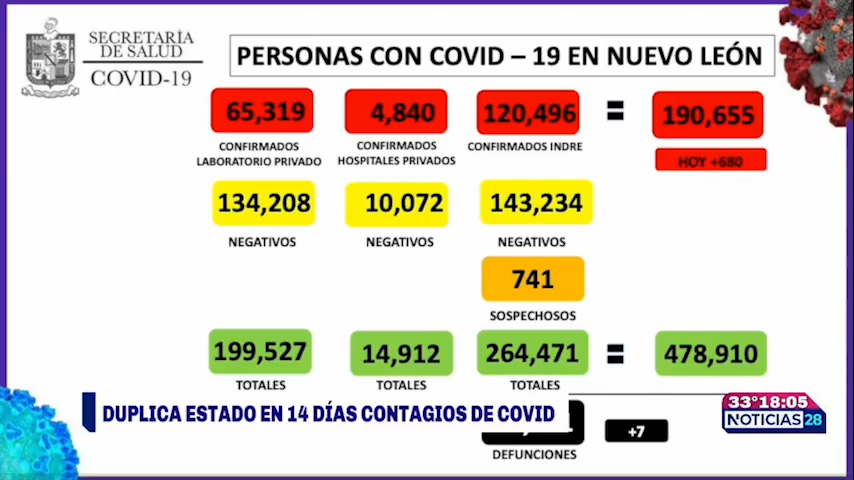 SECRETARÍA
DE SALUD
COVID-19
PERSONAS CON COVID – 19 EN NUEVO LEÓN
65,319 4,840 120,496 = 190,655
CONFIRMADOS
LABORATORIO PRIVADO
CONFIRMADOS
HOSPITALES PRIVADOS
CONFIRMADOS INDRE
HOY +680
134,208 10,072 143,234
NEGATIVOS NEGATIVOS NEGATIVOS
741
SOSPECHOSOS
199,527 14,912 264,471 = 478,910
TOTALES TOTALES TOTALES
DUPLICA ESTADO EN 14 DÍAS CONTAGIOS DE COVID
33°18:05
NOTICIAS 28
+7
DEFUNCIONES